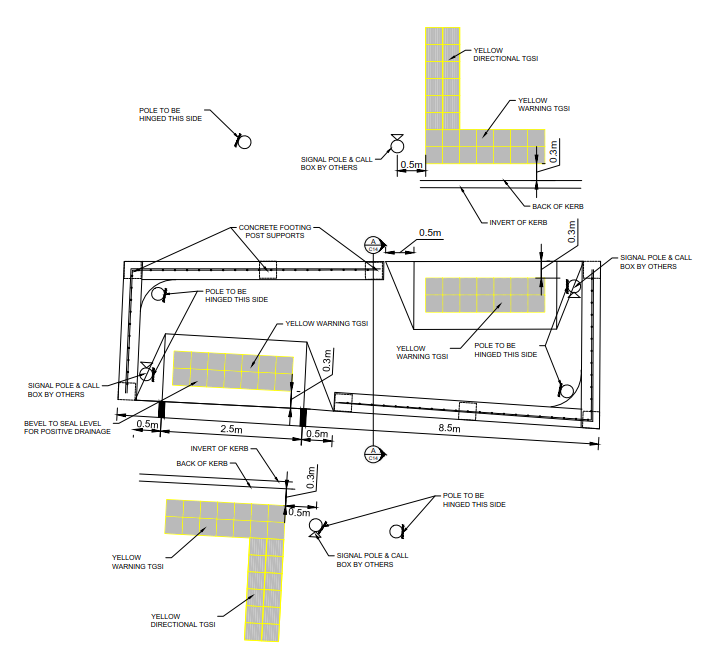 YELLOW
DIRECTIONAL TGSI
YELLOW
WARNING TGSI
POLE TO BE
HINGED THIS SIDE
SIGNAL POLE & CALL
BOX BY OTHERS
0.5m
0.3m
BACK OF KERB
INVERT OF KERB
CONCRETE FOOTING
POST SUPPORTS
A
C14
0.5m
0.3m
SIGNAL POLE & CALL
BOX BY OTHERS
POLE TO BE
HINGED THIS SIDE
YELLOW WARNING TGSI
YELLOW
WARNING TGSI
POLE TO BE
HINGED THIS SIDE
0.3m
SIGNAL POLE & CALL
BOX BY OTHERS
BEVEL TO SEAL LEVEL
FOR POSITIVE DRAINAGE
0.5m
2.5m
0.5m
8.5m
A
C14
INVERT OF KERB
BACK OF KERB
0.3m
0.5m
POLE TO BE
HINGED THIS SIDE
SIGNAL POLE & CALL
BOX BY OTHERS
YELLOW
WARNING TGSI
YELLOW
DIRECTIONAL TGSI